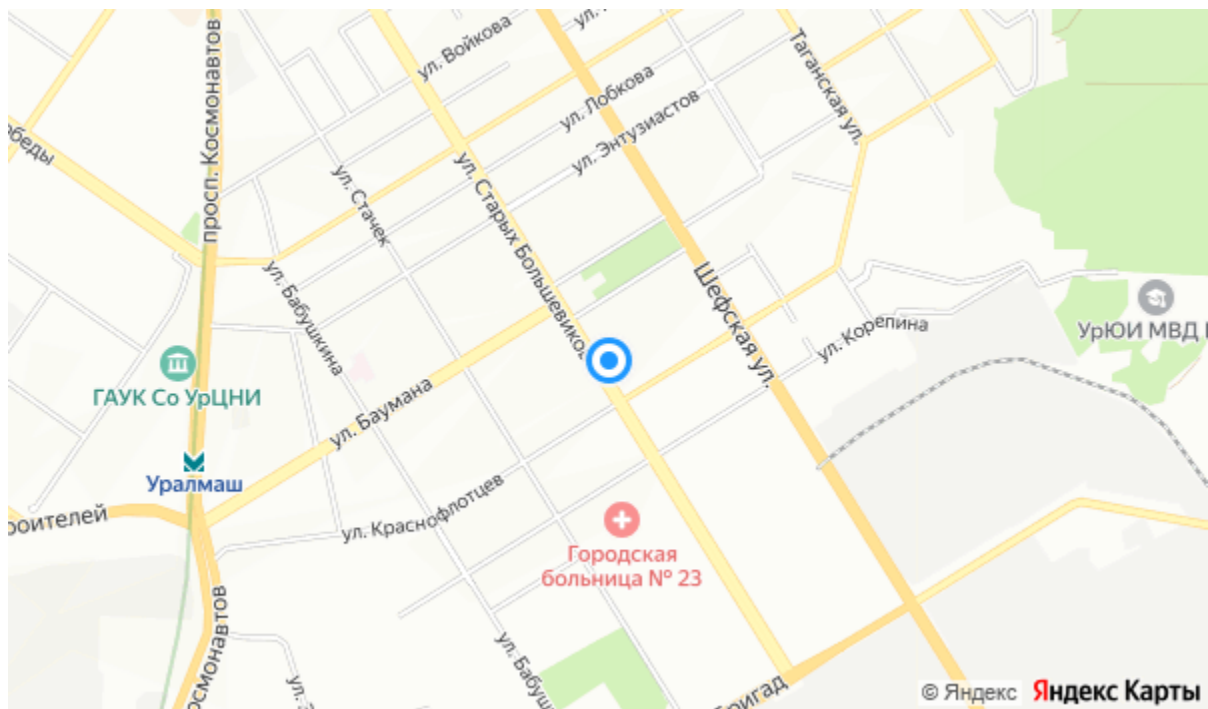 просп. Космонавтов
ул. Войкова
ул. Лобкова
Таганская ул.
ул. Энтузиастов
ул. Стачек
ул. Старых Большевиков
ул. Бабушкина
Шефская ул.
УрЮИ МВД
ул. Корепина
ГАУК Со УрЦНИ
ул. Баумана
Уралмаш
ул. Краснофлотцев
Городская
больница № 23
© Яндекс
Яндекс Карты